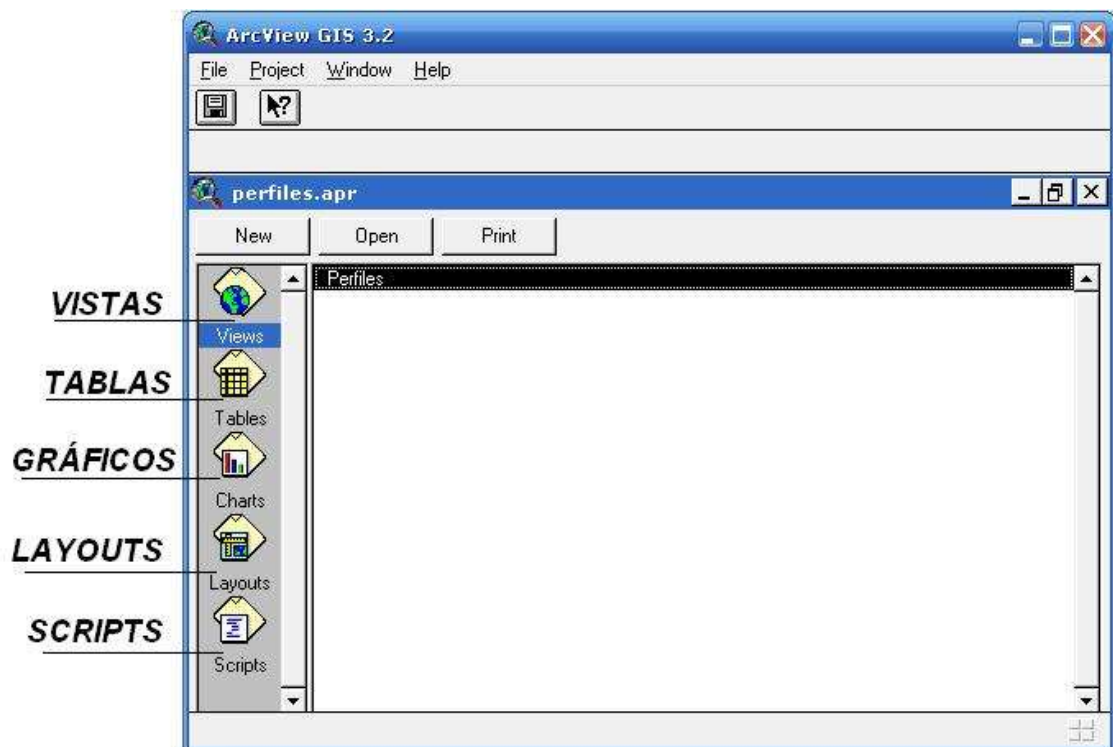 ArcView GIS 3.2
File Project Window Help
perfiles.apr
New Open Print
Perfiles
VISTAS
Views
TABLAS
Tables
GRÁFICOS
Charts
LAYOUTS
Layouts
SCRIPTS
Scripts